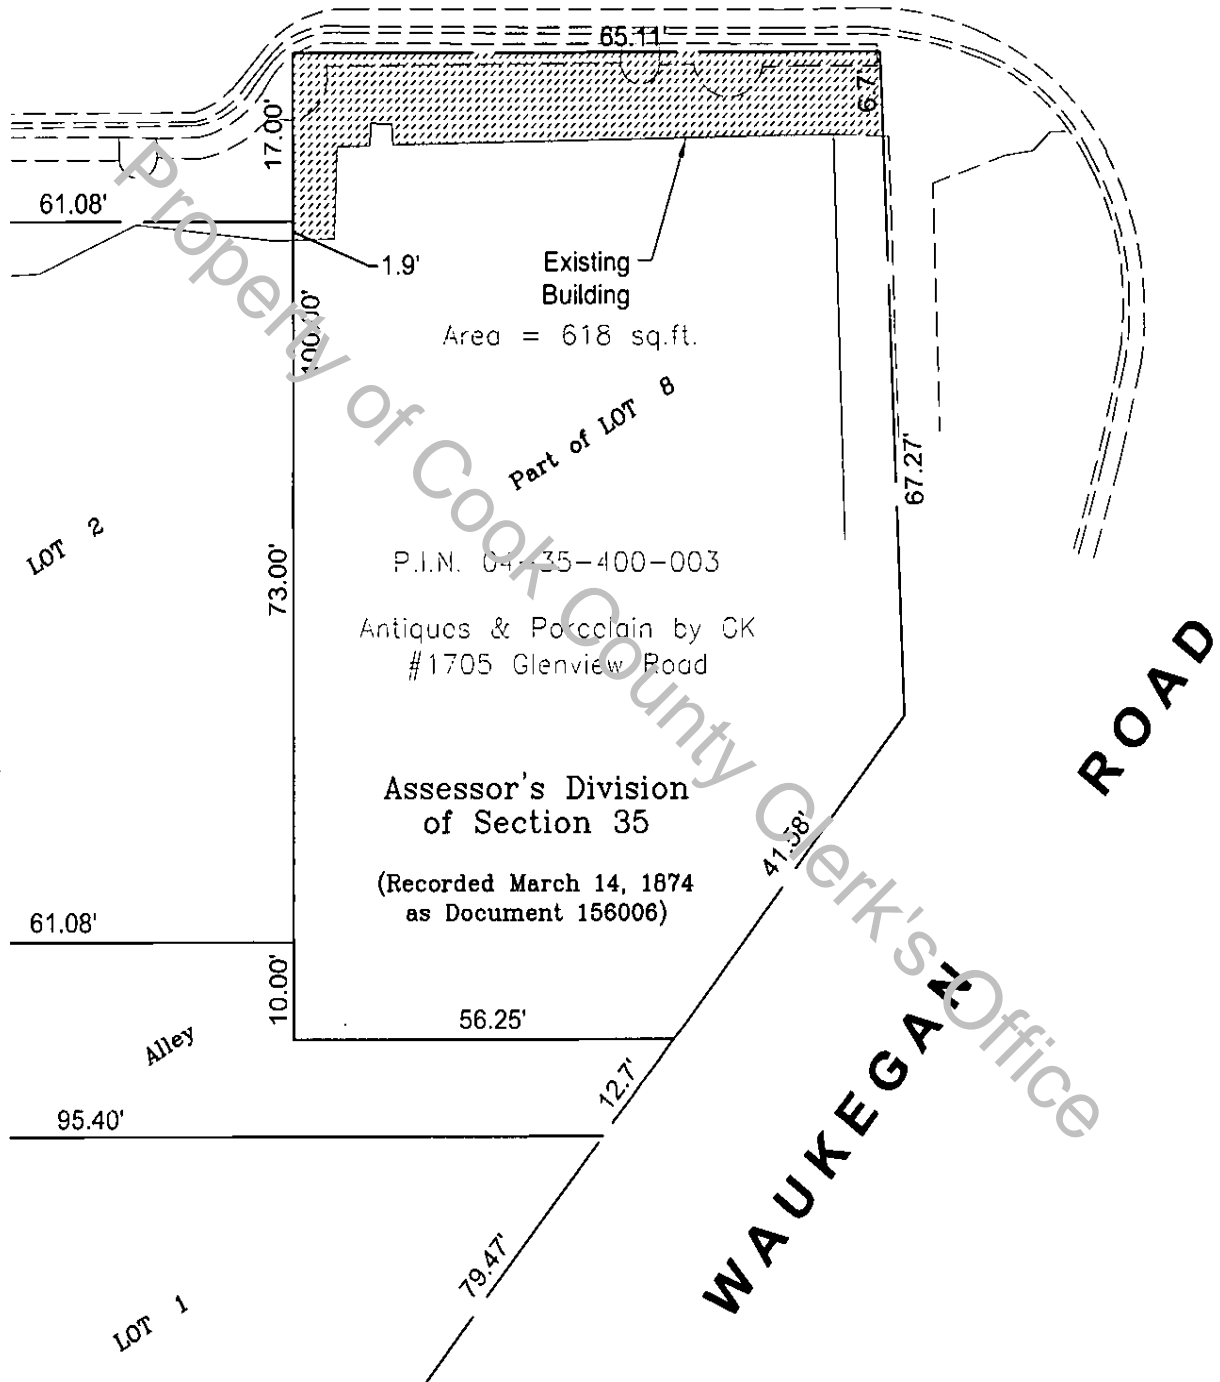 65.11'
6.7'
17.00'
61.08'
1.9'
Existing
Building
100.00'
Area = 618 sq.ft.
Part of LOT 8
67.27'
LOT 2
73.00'
P.I.N. 04-35-400-003
Antiques & Porcelain by GK
#1705 Glenview Road
ROAD
Assessor's Division
of Section 35
41.58'
(Recorded March 14, 1874
as Document 156006)
61.08'
10.00'
56.25'
Alley
12.7'
95.40'
WAUKEGAN
79.47'
LOT 1
Property of Cook County Clerk's Office